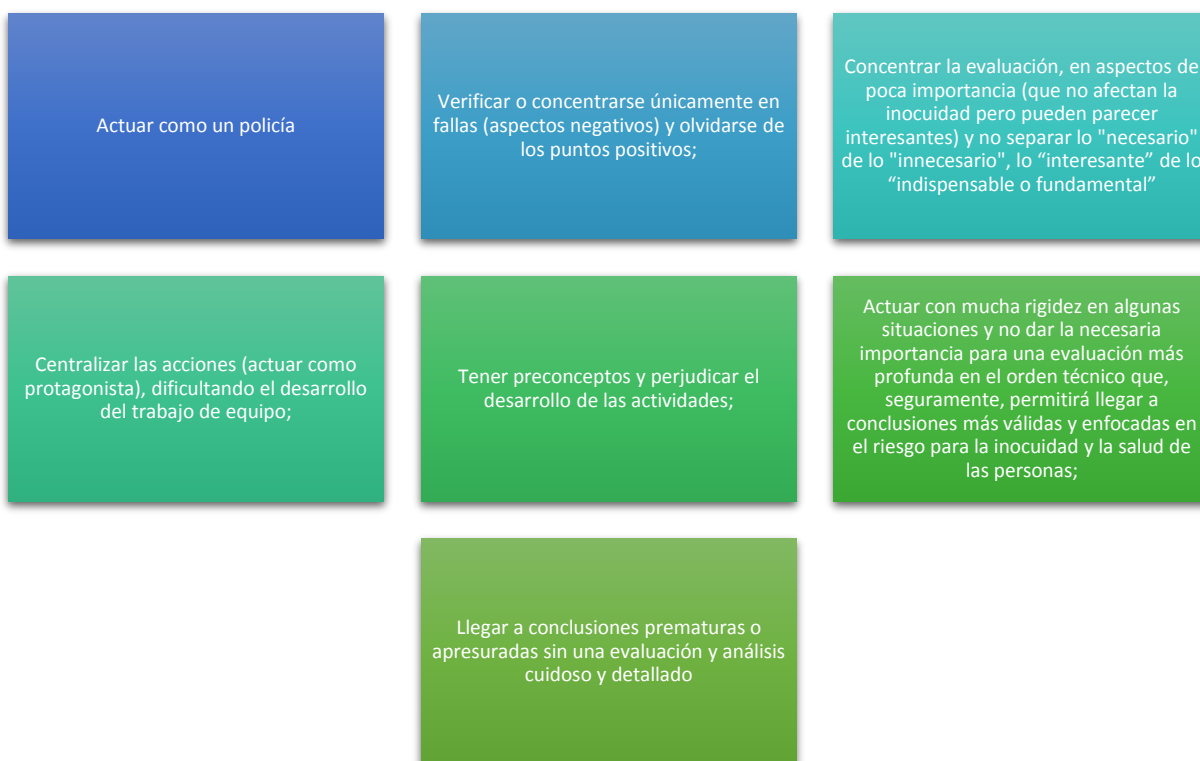 Actuar como un policía
Verificar o concentrarse únicamente en
fallas (aspectos negativos) y olvidarse de
los puntos positivos;
Concentrar la evaluación, en aspectos de
poca importancia (que no afectan la
inocuidad pero pueden parecer
interesantes) y no separar lo "necesario"
de lo "innecesario", lo “interesante” de lo
“indispensable o fundamental”
Centralizar las acciones (actuar como
protagonista), dificultando el desarrollo
del trabajo de equipo;
Tener preconceptos y perjudicar el
desarrollo de las actividades;
Actuar con mucha rigidez en algunas
situaciones y no dar la necesaria
importancia para una evaluación más
profunda en el orden técnico que,
seguramente, permitirá llegar a
conclusiones más válidas y enfocadas en
el riesgo para la inocuidad y la salud de
las personas;
Llegar a conclusiones prematuras o
apresuradas sin una evaluación y análisis
cuidoso y detallado